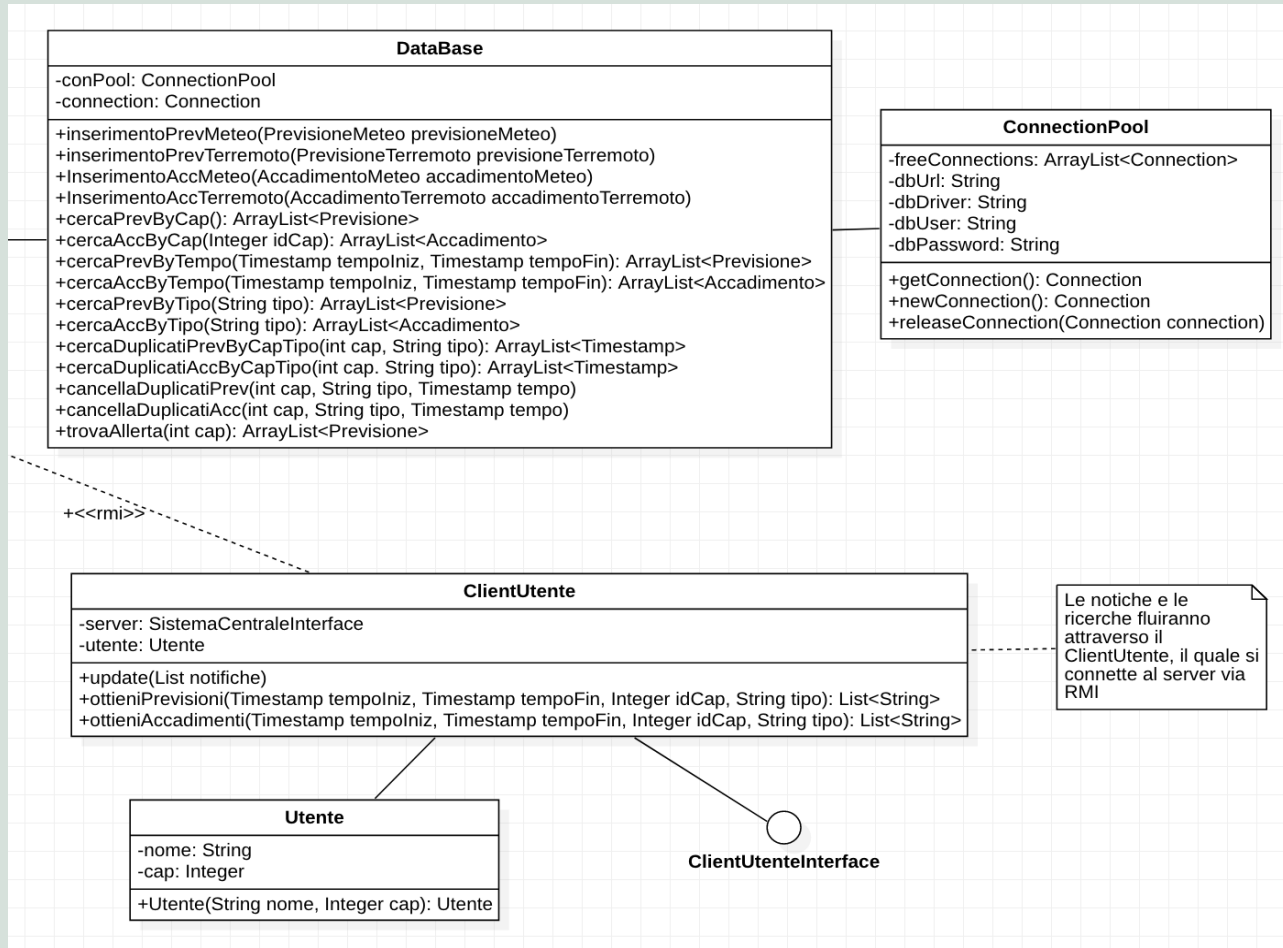 DataBase
-conPool: ConnectionPool
-connection: Connection
+inserimentoPrevMeteo(PrevisioneMeteo previsioneMeteo)
+inserimentoPrevTerremoto(PrevisioneTerremoto previsioneTerremoto)
+InserimentoAccMeteo(AccadimentoMeteo accadimentoMeteo)
+InserimentoAccTerremoto(AccadimentoTerremoto accadimentoTerremoto)
+cercaPrevByCap(): ArrayList<Previsione>
+cercaAccByCap(Integer idCap): ArrayList<Accadimento>
+cercaPrevByTempo(Timestamp tempoIniz, Timestamp tempoFin): ArrayList<Previsione>
+cercaAccByTempo(Timestamp tempoIniz, Timestamp tempoFin): ArrayList<Accadimento>
+cercaPrevByTipo(String tipo): ArrayList<Previsione>
+cercaAccByTipo(String tipo): ArrayList<Accadimento>
+cercaDuplicatiPrevByCapTipo(int cap, String tipo): ArrayList<Timestamp>
+cercaDuplicatiAccByCapTipo(int cap. String tipo): ArrayList<Timestamp>
+cancellaDuplicatiPrev(int cap, String tipo, Timestamp tempo)
+cancellaDuplicatiAcc(int cap, String tipo, Timestamp tempo)
+trovaAllerta(int cap): ArrayList<Previsione>
ConnectionPool
-freeConnections: ArrayList<Connection>
-dbUrl: String
-dbDriver: String
-dbUser: String
-dbPassword: String
+getConnection(): Connection
+newConnection(): Connection
+releaseConnection(Connection connection)
+<<rmi>>
ClientUtente
-server: SistemaCentraleInterface
-utente: Utente
+update(List notifiche)
+ottieniPrevisioni(Timestamp tempoIniz, Timestamp tempoFin, Integer idCap, String tipo): List<String>
+ottieniAccadimenti(Timestamp tempoIniz, Timestamp tempoFin, Integer idCap, String tipo): List<String>
Le notiche e le
ricerche fluiranno
attraverso il
ClientUtente, il quale si
connette al server via
RMI
Utente
-nome: String
-cap: Integer
+Utente(String nome, Integer cap): Utente
ClientUtenteInterface